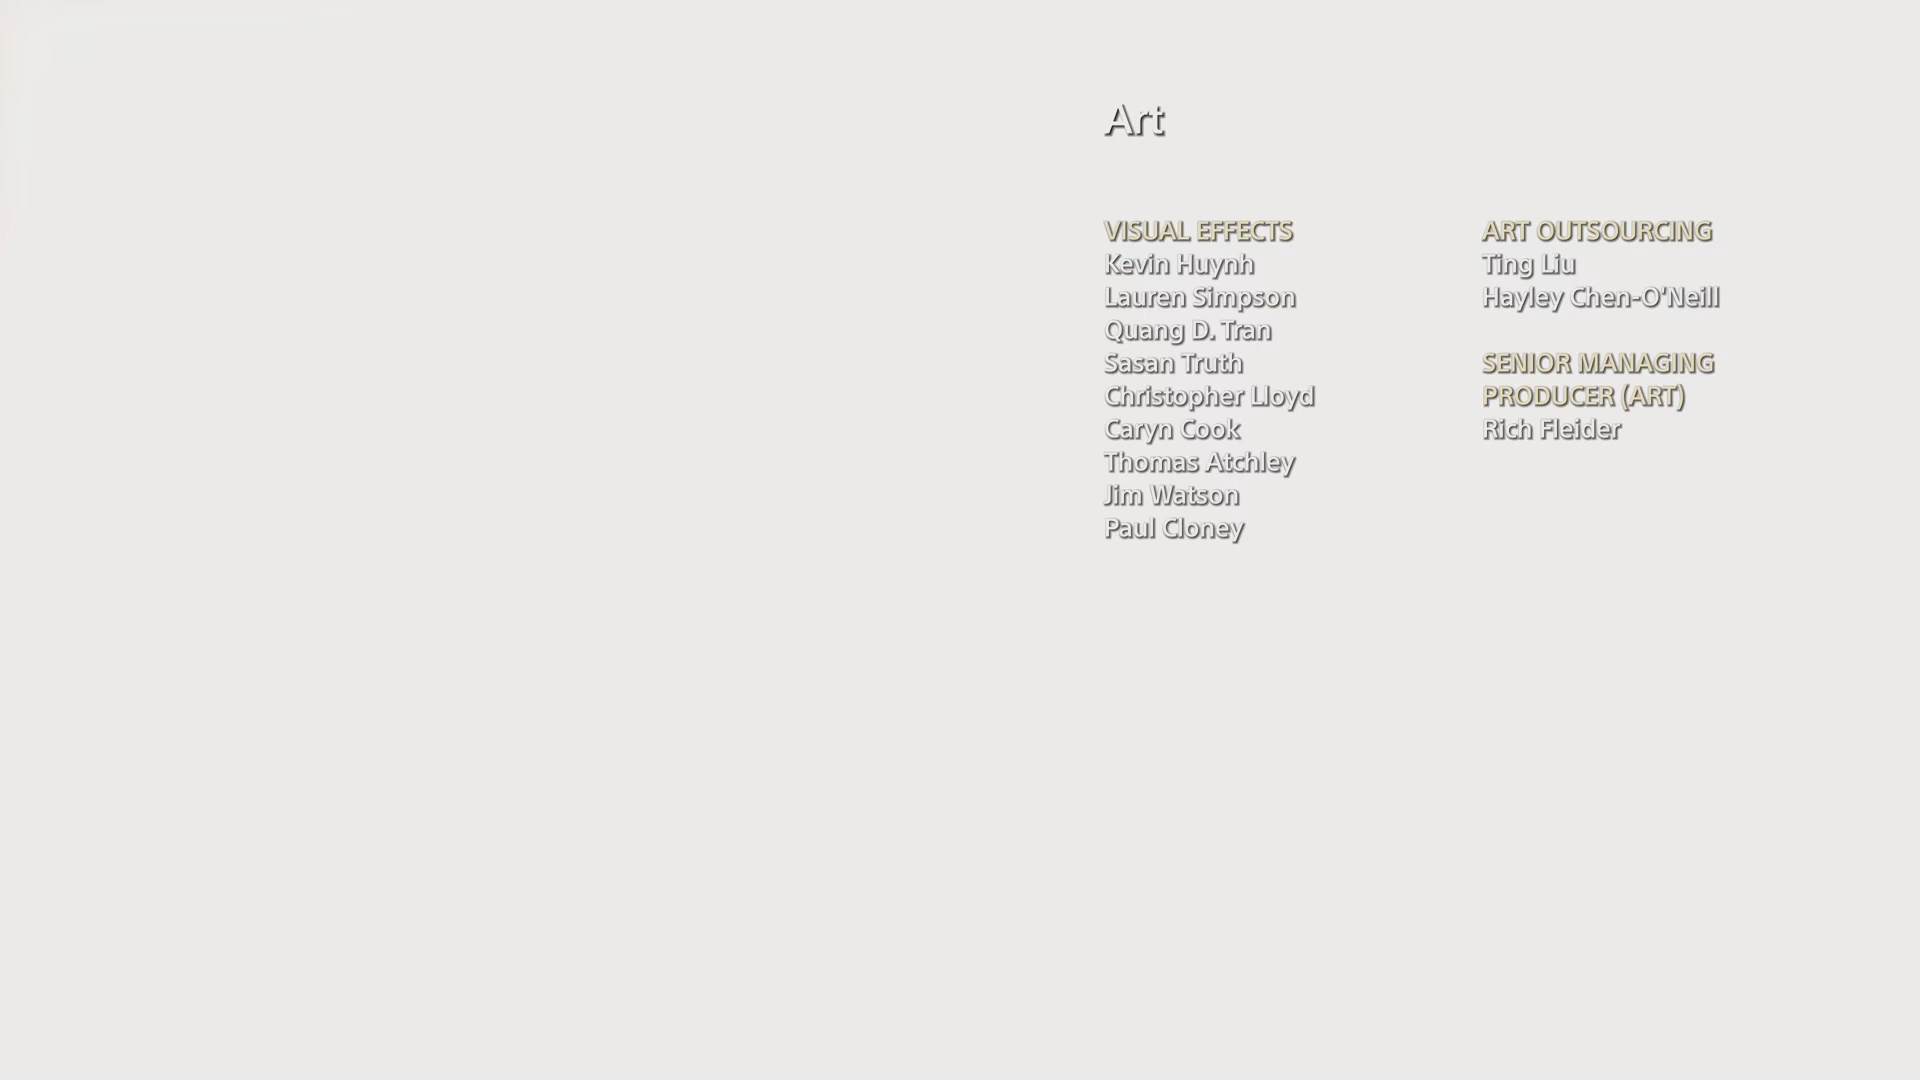 Art
VISUAL EFFECTS
Kevin Huynh
Lauren Simpson
Quang D. Tran
Sasan Truth
Christopher Lloyd
Caryn Cook
Thomas Atchley
Jim Watson
Paul Cloney
ART OUTSOURCING
Ting Liu
Hayley Chen-O'Neill
SENIOR MANAGING
PRODUCER (ART)
Rich Fleider